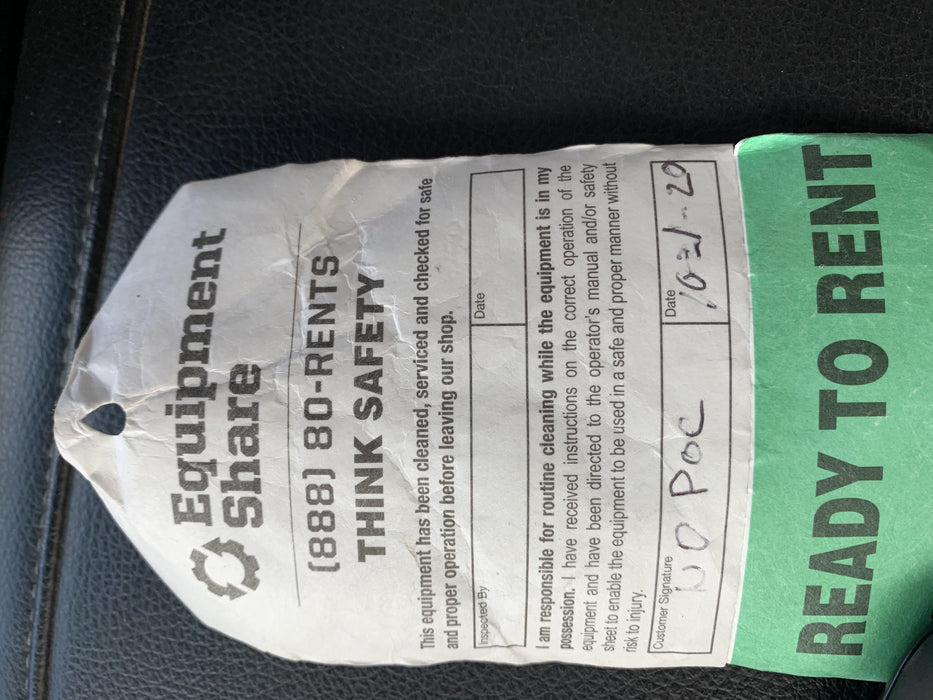 Equipment
Share
(888) 80-RENTS
THINK SAFETY
This equipment has been cleaned, serviced and checked for safe
and proper operation before leaving our shop.
Inspected By Date
I am responsible for routine cleaning while the equipment is in my
possession. I have received instructions on the correct operation of the
equipment and have been directed to the operator's manual and/or safety
sheet to enable the equipment to be used in a safe and proper manner without
risk to injury.
Customer Signature Date
NO POC 10-21-20
READY TO RENT